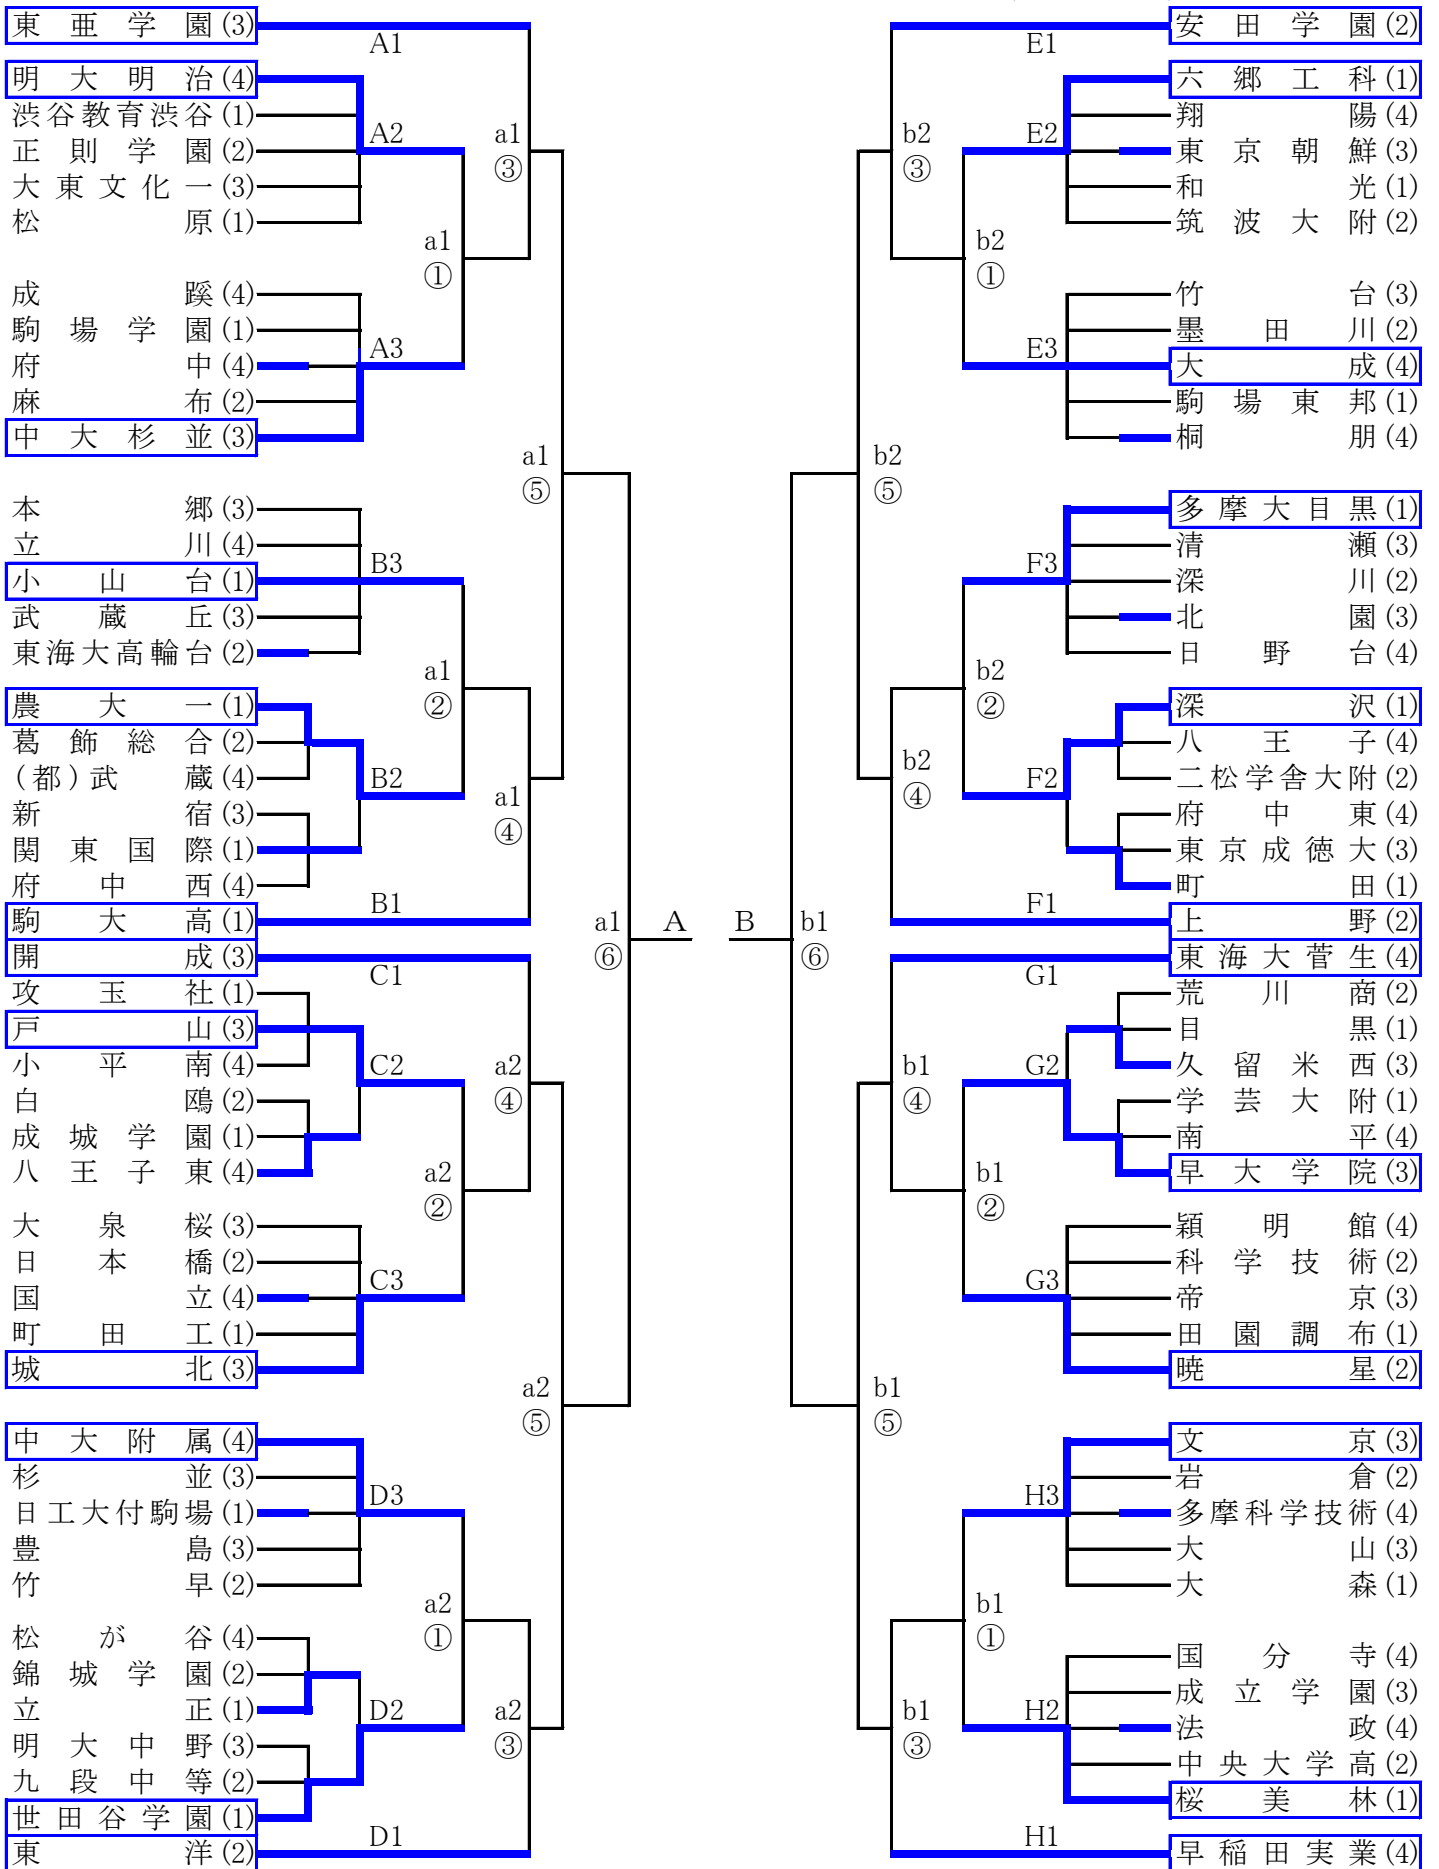 東亜学園(3)
A1
明大明治(4)
渋谷教育渋谷(1)
A2
正則学園(2)
大東文化一(3)
松原(1)
a1
③
a1
①
成蹊(4)
駒場学園(1)
A3
府中(4)
麻布(2)
中大杉並(3)
a1
⑤
本郷(3)
立川(4)
B3
小山台(1)
武蔵丘(3)
東海大高輪台(2)
a1
②
農大一(1)
葛飾総合(2)
(都)武蔵(4)
B2
新宿(3)
関東国際(1)
府中西(4)
a1
④
B1
駒大高(1)
a1
⑥
A
開成(3)
C1
攻玉社(1)
戸山(3)
小平南(4)
C2
白鴎(2)
成城学園(1)
八王子東(4)
a2
④
a2
②
大泉桜(3)
日本橋(2)
C3
国立(4)
町田工(1)
城北(3)
a2
⑤
中大附属(4)
杉並(3)
D3
日工大付駒場(1)
豊島(3)
竹早(2)
a2
①
松が谷(4)
錦城学園(2)
立正(1)
D2
明大中野(3)
九段中等(2)
世田谷学園(1)
a2
③
D1
東洋(2)
安田学園(2)
E1
六郷工科(1)
翔陽(4)
E2
東京朝鮮(3)
和光(1)
筑波大附(2)
b2
③
b2
①
竹台(3)
墨田川(2)
E3
大成(4)
駒場東邦(1)
桐朋(4)
b2
⑤
多摩大目黒(1)
清瀬(3)
F3
深川(2)
北園(3)
日野台(4)
b2
②
深沢(1)
八王子(4)
二松学舎大附(2)
F2
府中東(4)
東京成徳大(3)
町田(1)
b2
④
F1
上野(2)
B
b1
⑥
東海大菅生(4)
G1
荒川商(2)
目黒(1)
久留米西(3)
G2
学芸大附(1)
南平(4)
早大学院(3)
b1
④
b1
②
穎明館(4)
科学技術(2)
G3
帝京(3)
田園調布(1)
暁星(2)
b1
⑤
文京(3)
岩倉(2)
H3
多摩科学技術(4)
大山(3)
大森(1)
b1
①
国分寺(4)
成立学園(3)
H2
法政(4)
中央大学高(2)
桜美林(1)
b1
③
H1
早稲田実業(4)